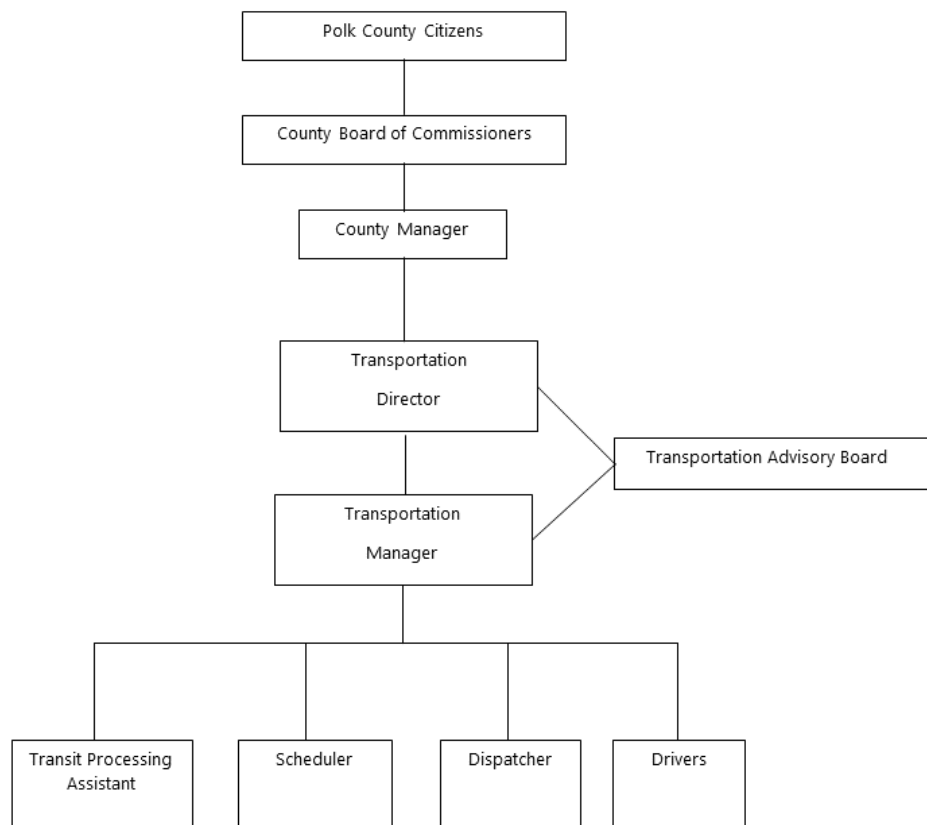 Polk County Citizens
County Board of Commissioners
County Manager
Transportation
Director
Transportation Advisory Board
Transportation
Manager
Transit Processing
Assistant
Scheduler
Dispatcher
Drivers